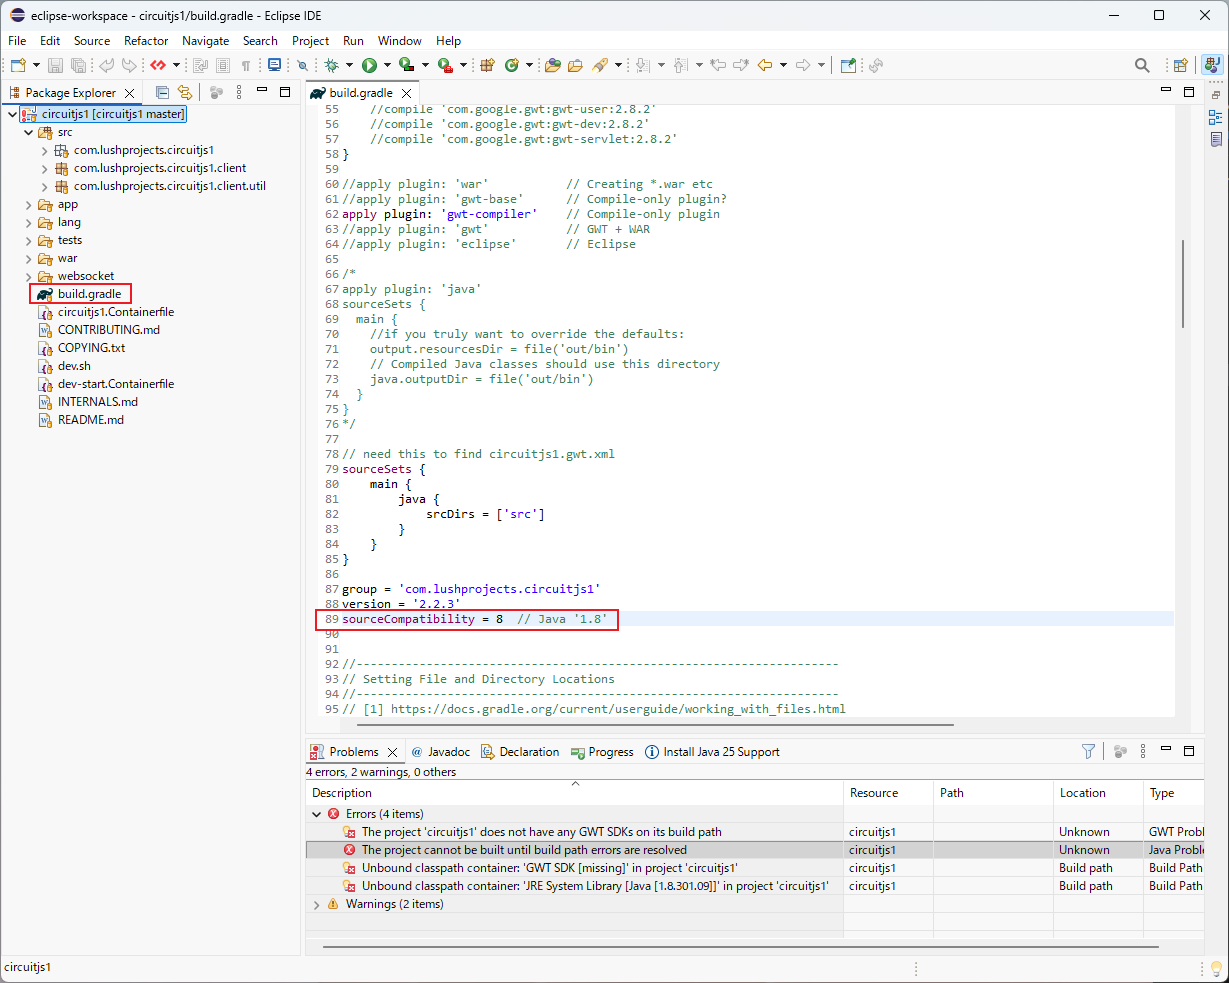 eclipse-workspace - circuitjs1/build.gradle - Eclipse IDE
File Edit Source Refactor Navigate Search Project Run Window Help
Package Explorer
circuitjs1 [circuitjs1 master]
src
com.lushprojects.circuitjs1
com.lushprojects.circuitjs1.client
com.lushprojects.circuitjs1.client.util
app
lang
tests
war
websocket
build.gradle
circuitjs1.Containerfile
CONTRIBUTING.md
COPYING.txt
dev.sh
dev-start.Containerfile
INTERNALS.md
README.md
build.gradle
55 //compile 'com.google.gwt:gwt-user:2.8.2'
56 //compile 'com.google.gwt:gwt-dev:2.8.2'
57 //compile 'com.google.gwt:gwt-servlet:2.8.2'
58 }
59
60 //apply plugin: 'war' // Creating *.war etc
61 //apply plugin: 'gwt-base' // Compile-only plugin?
62 apply plugin: 'gwt-compiler' // Compile-only plugin
63 //apply plugin: 'gwt' // GWT + WAR
64 //apply plugin: 'eclipse' // Eclipse
65
66 /*
67 apply plugin: 'java'
68 sourceSets {
69 main {
70 //if you truly want to override the defaults:
71 output.resourcesDir = file('out/bin')
72 // Compiled Java classes should use this directory
73 java.outputDir = file('out/bin')
74 }
75 }
76 */
77
78 // need this to find circuitjs1.gwt.xml
79 sourceSets {
80 main {
81 java {
82 srcDirs = ['src']
83 }
84 }
85 }
86
87 group = 'com.lushprojects.circuitjs1'
88 version = '2.2.3'
89 sourceCompatibility = 8 // Java '1.8'
90
91
92 //---------------------------------------------------------------------
93 // Setting File and Directory Locations
94 //---------------------------------------------------------------------
95 // [1] https://docs.gradle.org/current/userguide/working_with_files.html
Problems @ Javadoc Declaration Progress Install Java 25 Support
4 errors, 2 warnings, 0 others
Description Resource Path Location Type
Errors (4 items)
The project 'circuitjs1' does not have any GWT SDKs on its build path circuitjs1 Unknown GWT Probl
The project cannot be built until build path errors are resolved circuitjs1 Unknown Java Proble
Unbound classpath container: 'GWT SDK [missing]' in project 'circuitjs1' circuitjs1 Build path Build Path
Unbound classpath container: 'JRE System Library [Java [1.8.301.09]]' in project 'circuitjs1' circuitjs1 Build path Build Path
Warnings (2 items)
circuitjs1